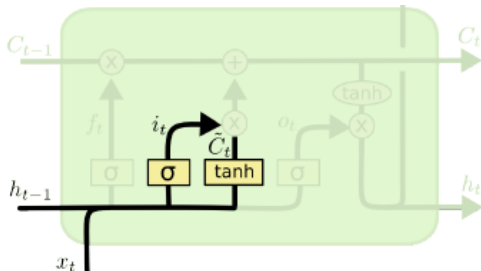 C_{t-1} x + C_t
tanh
f_t i_t x o_t x
C̃_t
σ σ tanh σ
h_{t-1} h_t
x_t